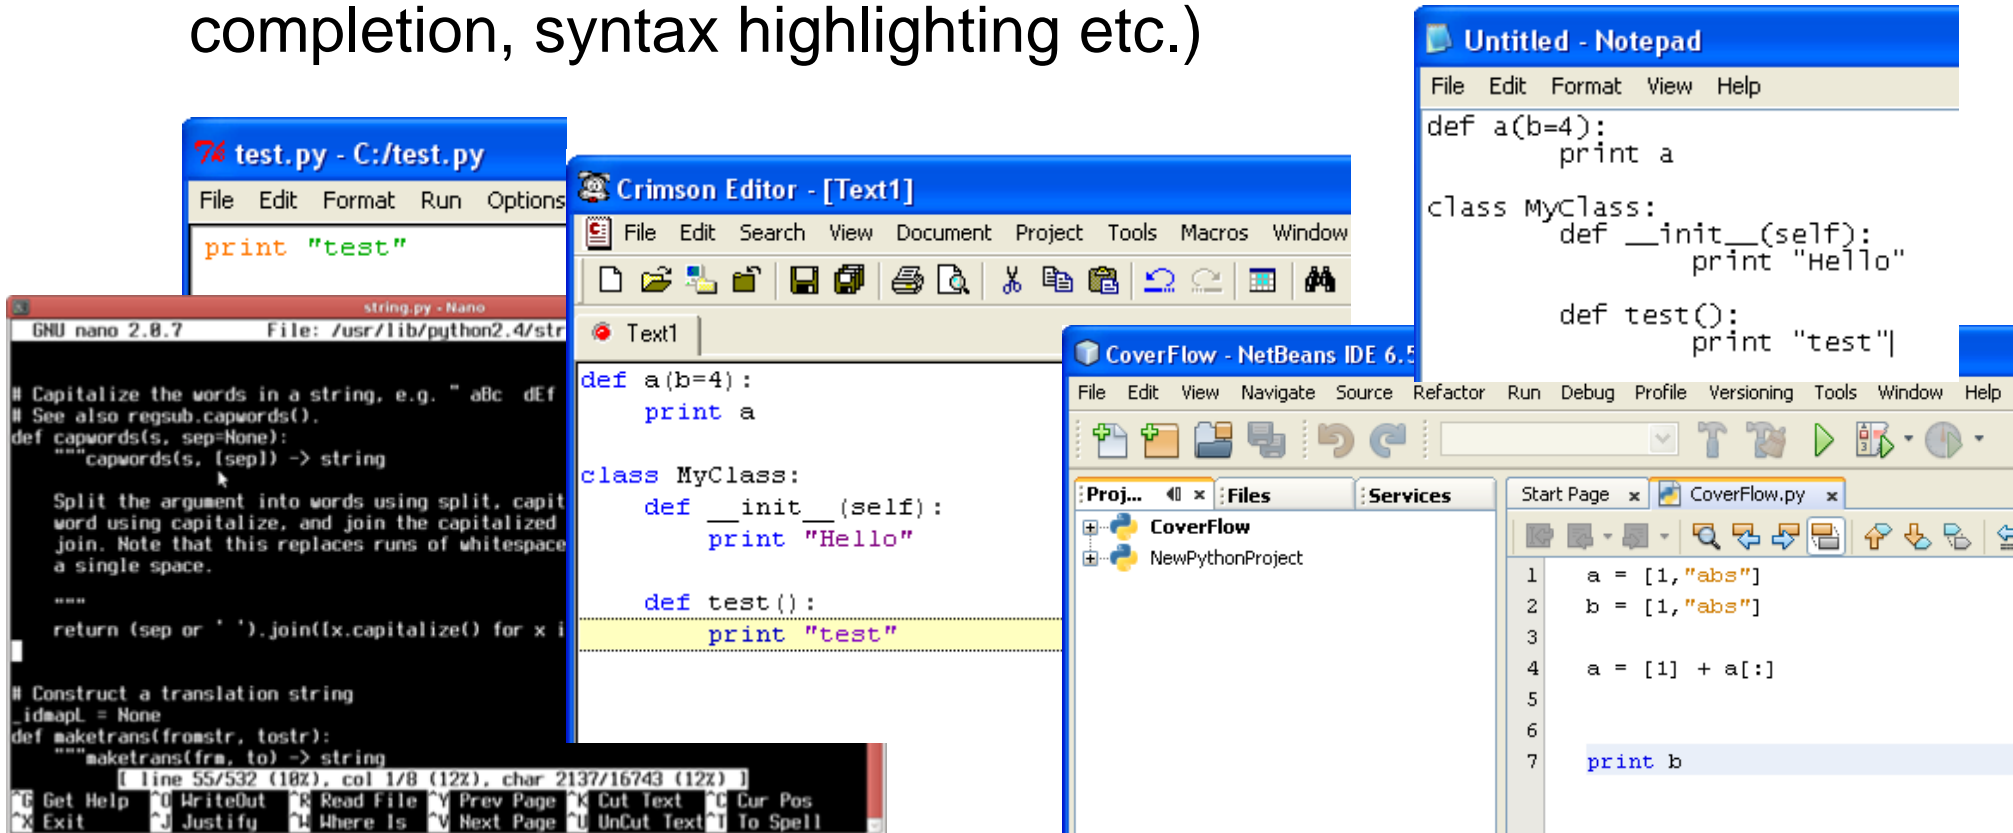 completion, syntax highlighting etc.)
Untitled - Notepad
File Edit Format View Help
def a(b=4):
print a
class MyClass:
def __init__(self):
print "Hello"
def test():
print "test"
test.py - C:/test.py
File Edit Format Run Options
print "test"
Crimson Editor - [Text1]
File Edit Search View Document Project Tools Macros Window
Text1
def a(b=4):
print a
class MyClass:
def __init__(self):
print "Hello"
def test():
print "test"
string.py - Nano
GNU nano 2.0.7 File: /usr/lib/python2.4/str
# Capitalize the words in a string, e.g. " aBc dEf
# See also regsub.capwords().
def capwords(s, sep=None):
"""capwords(s, [sep]) -> string
Split the argument into words using split, capit
word using capitalize, and join the capitalized
join. Note that this replaces runs of whitespace
a single space.
"""
return (sep or ' ').join([x.capitalize() for x i
# Construct a translation string
_idmapL = None
def maketrans(fromstr, tostr):
"""maketrans(frm, to) -> string
[ line 55/532 (10%), col 1/8 (12%), char 2137/16743 (12%) ]
^G Get Help ^O WriteOut ^R Read File ^Y Prev Page ^K Cut Text ^C Cur Pos
^X Exit ^J Justify ^W Where Is ^V Next Page ^U UnCut Text ^T To Spell
CoverFlow - NetBeans IDE 6.5
File Edit View Navigate Source Refactor Run Debug Profile Versioning Tools Window Help
Proj... Files Services
CoverFlow
NewPythonProject
Start Page CoverFlow.py
1 a = [1,"abs"]
2 b = [1,"abs"]
3
4 a = [1] + a[:]
5
6
7 print b